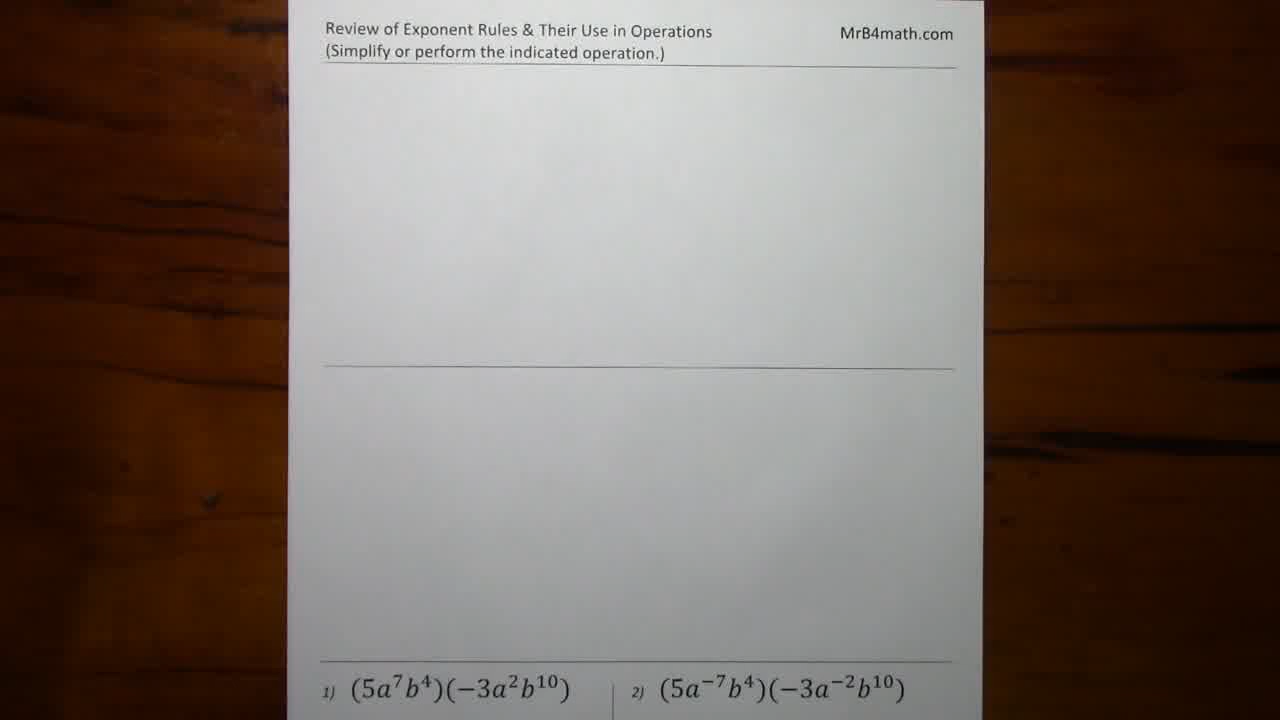 Review of Exponent Rules & Their Use in Operations MrB4math.com
(Simplify or perform the indicated operation.)
1) (5a⁷b⁴)(−3a²b¹⁰) 2) (5a⁻⁷b⁴)(−3a⁻²b¹⁰)